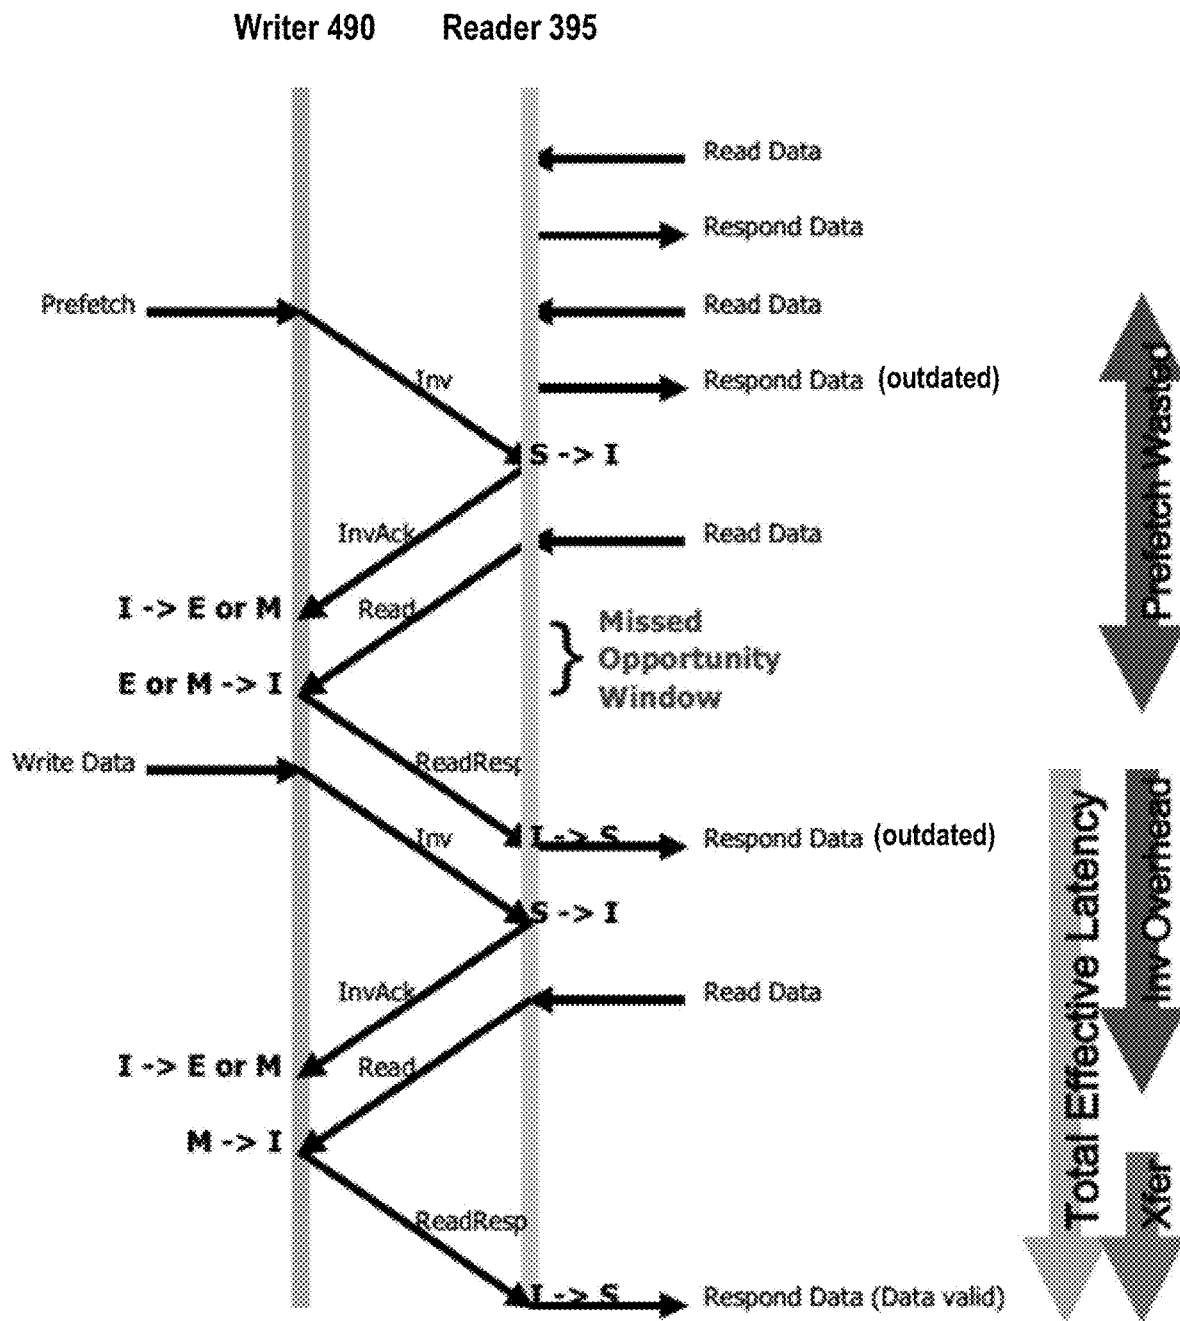 Writer 490 Reader 395
Read Data
Respond Data
Prefetch
Read Data
Inv
Respond Data (outdated)
S -> I
InvAck
Read Data
I -> E or M
Read
Missed
Opportunity
Window
E or M -> I
Write Data
ReadResp
Inv
I -> S
Respond Data (outdated)
S -> I
InvAck
Read Data
I -> E or M
Read
M -> I
ReadResp
I -> S
Respond Data (Data valid)
Prefetch Wasted
Total Effective Latency
Inv Overhead
Xfer